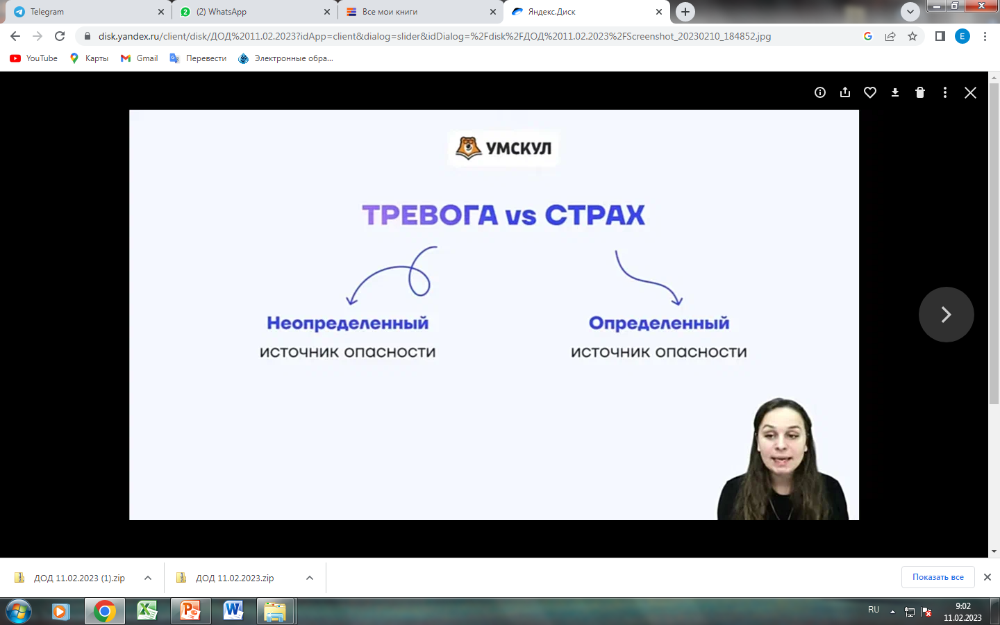 Telegram
(2) WhatsApp
Все мои книги
Яндекс.Диск
disk.yandex.ru/client/disk/ДОД%2011.02.2023?idApp=client&dialog=slider&idDialog=%2Fdisk%2FДОД%2011.02.2023%2FScreenshot_20230210_184852.jpg
E
YouTube
Карты
Gmail
Перевести
Электронные обра...
УМСКУЛ
ТРЕВОГА vs СТРАХ
Неопределенный
источник опасности
Определенный
источник опасности
ДОД 11.02.2023 (1).zip
ДОД 11.02.2023.zip
Показать все
RU
9:02
11.02.2023